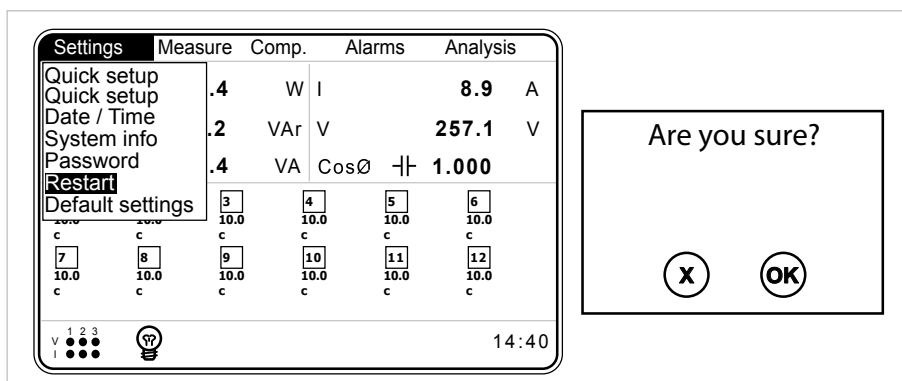 Settings Measure Comp. Alarms Analysis
Quick setup
Quick setup
Date / Time
System info
Password
Restart
Default settings
.4 W I 8.9 A
.2 VAr V 257.1 V
.4 VA CosØ 1.000
3 4 5 6
10.0 10.0 10.0 10.0
c c c c c c
7 8 9 10 11 12
10.0 10.0 10.0 10.0 10.0 10.0
c c c c c c
1 2 3
V
I
14:40
Are you sure?
X OK